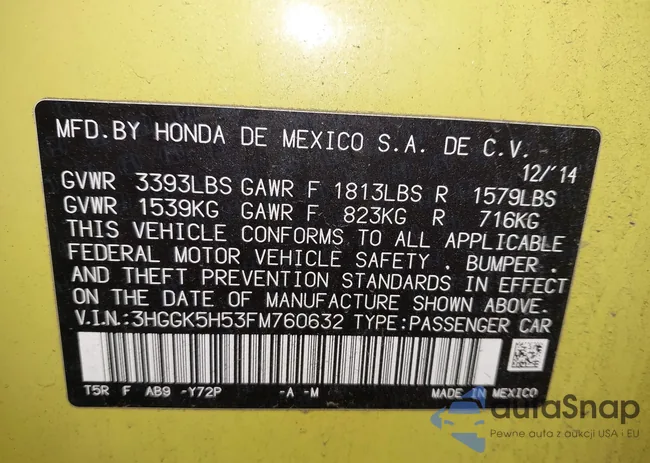 MFD.BY HONDA DE MEXICO S.A. DE C.V.
12/'14
GVWR 3393LBS GAWR F 1813LBS R 1579LBS
GVWR 1539KG GAWR F 823KG R 716KG
THIS VEHICLE CONFORMS TO ALL APPLICABLE
FEDERAL MOTOR VEHICLE SAFETY , BUMPER ,
AND THEFT PREVENTION STANDARDS IN EFFECT
ON THE DATE OF MANUFACTURE SHOWN ABOVE.
V.I.N.:3HGGK5H53FM760632 TYPE:PASSENGER CAR
T5R F AB9 -Y72P -A -M MADE IN MEXICO
autaSnap
Pewne auta z aukcji USA · EU